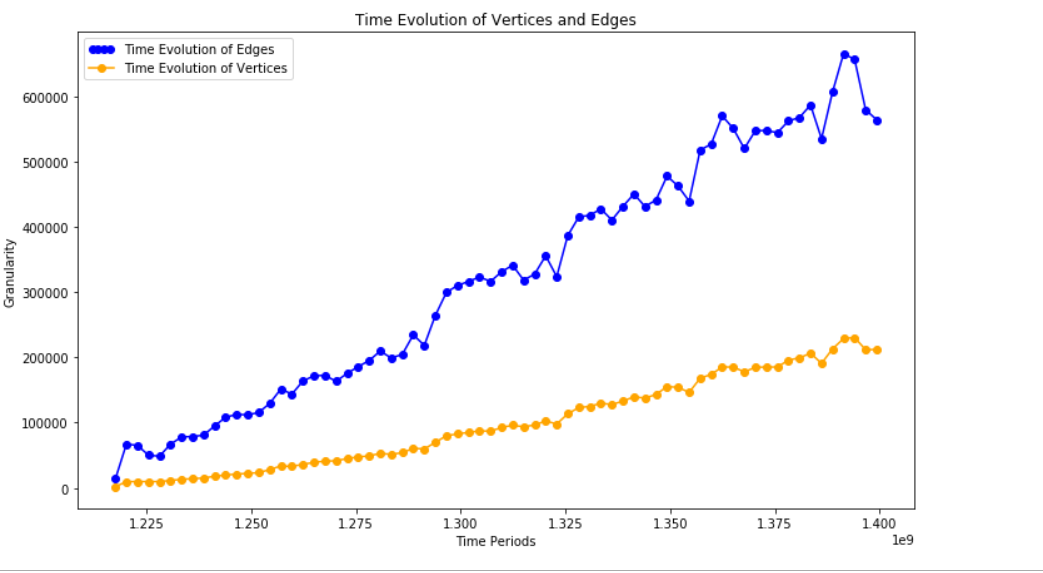 Time Evolution of Vertices and Edges
Time Evolution of Edges
Time Evolution of Vertices
Granularity
600000
500000
400000
300000
200000
100000
0
1.225 1.250 1.275 1.300 1.325 1.350 1.375 1.400
1e9
Time Periods